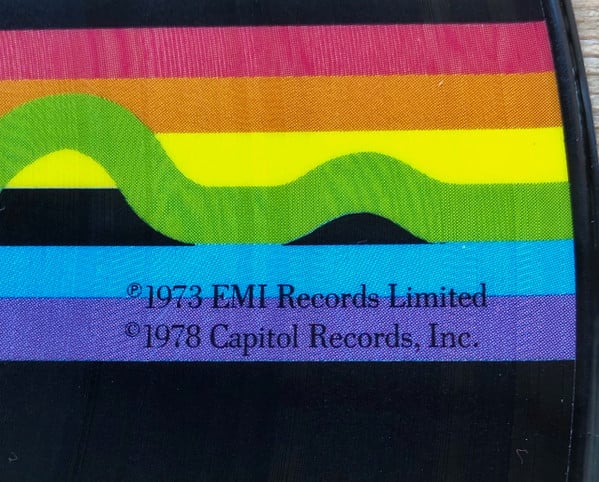 ℗1973 EMI Records Limited
©1978 Capitol Records, Inc.